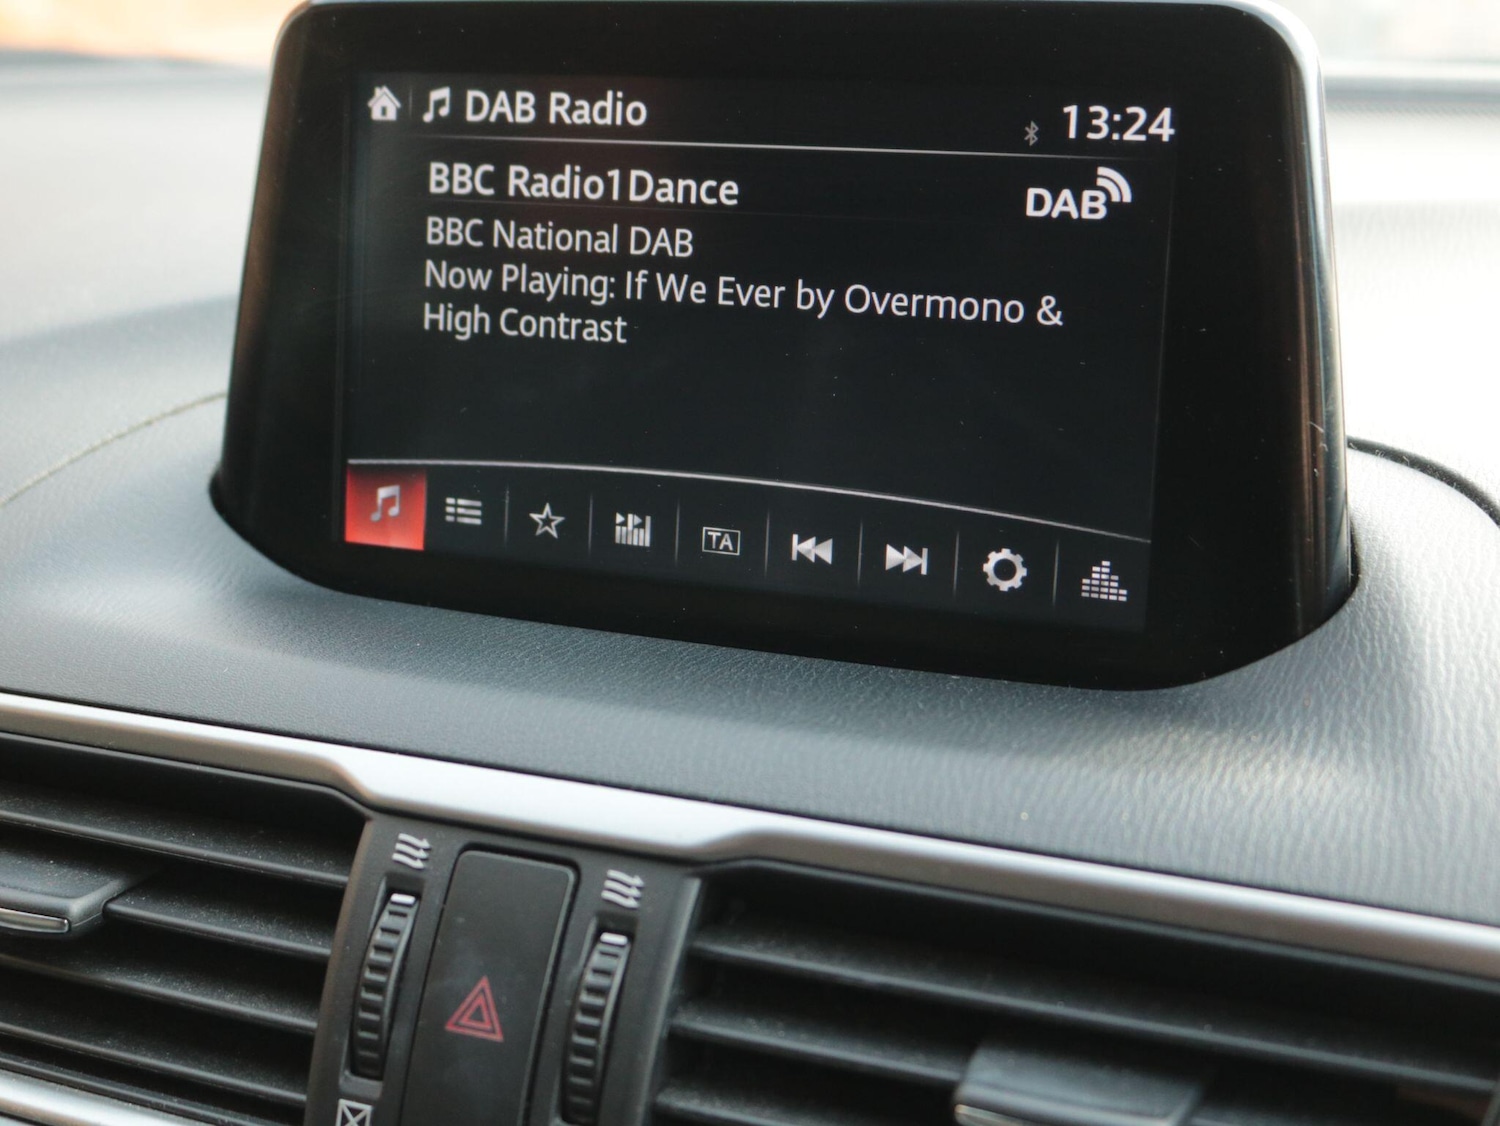 DAB Radio
13:24
BBC Radio1Dance
DAB
BBC National DAB
Now Playing: If We Ever by Overmono &
High Contrast
TA